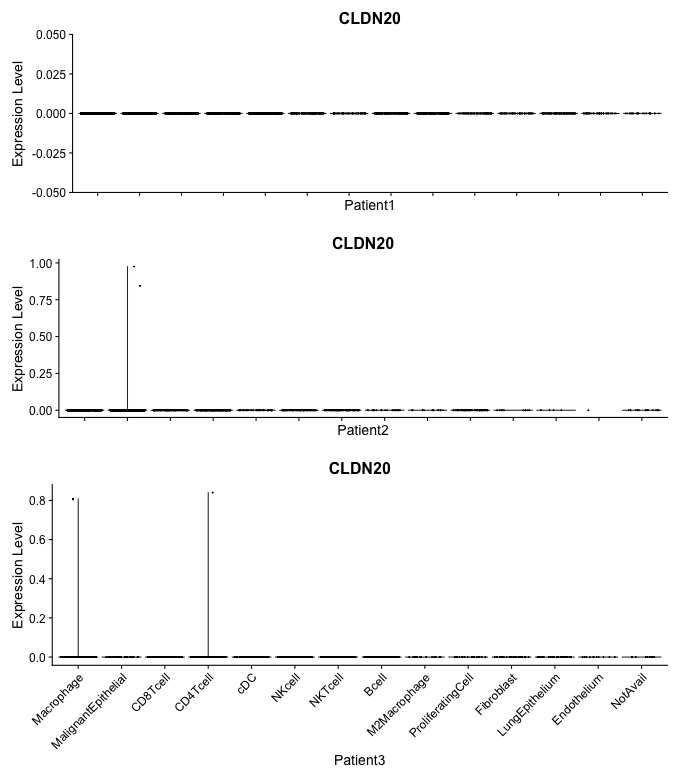 CLDN20
0.050
0.025
0.000
-0.025
-0.050
Expression Level
Patient1
CLDN20
1.00
0.75
0.50
0.25
0.00
Expression Level
Patient2
CLDN20
0.8
0.6
0.4
0.2
0.0
Expression Level
Macrophage
MalignantEpithelial
CD8Tcell
CD4Tcell
cDC
NKcell
NKTcell
Bcell
M2Macrophage
ProliferatingCell
Fibroblast
LungEpithelium
Endothelium
NotAvail
Patient3